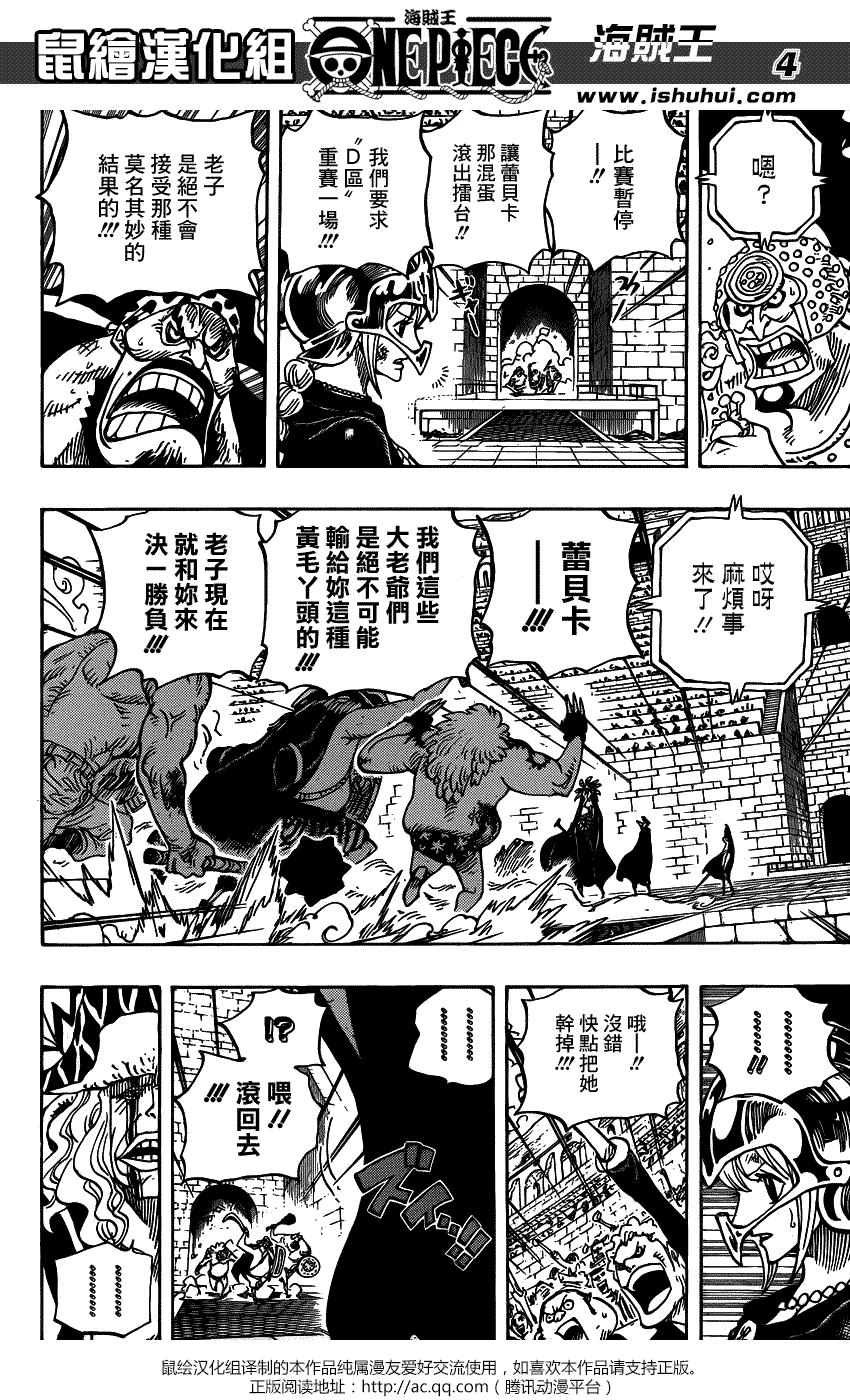 鼠繪漢化組
海賊王
ONE PIECE
海賊王
4
www.ishuhui.com
嗯?
比賽暫停
——!!
讓蕾貝卡
那混蛋
滾出擂台!!
我們要求
“D區”
重賽一場!!!
老子
是絕不會
接受那種
莫名其妙的
結果的!!!
哎呀
麻煩事
來了!!
蕾貝卡
——!!!
我們這些
大老爺們
是絕不可能
輸給妳這種
黃毛丫頭的!!!
老子現在
就和妳來
決一勝負!!!
………!!
哦——!!
沒錯
快點把她
幹掉!!!
………
………
!?
喂!!
滾回去
!!!
ズズン…!!
………
………
鼠绘汉化组译制的本作品纯属漫友爱好交流使用，如喜欢本作品请支持正版。
正版阅读地址：http://ac.qq.com（腾讯动漫平台）